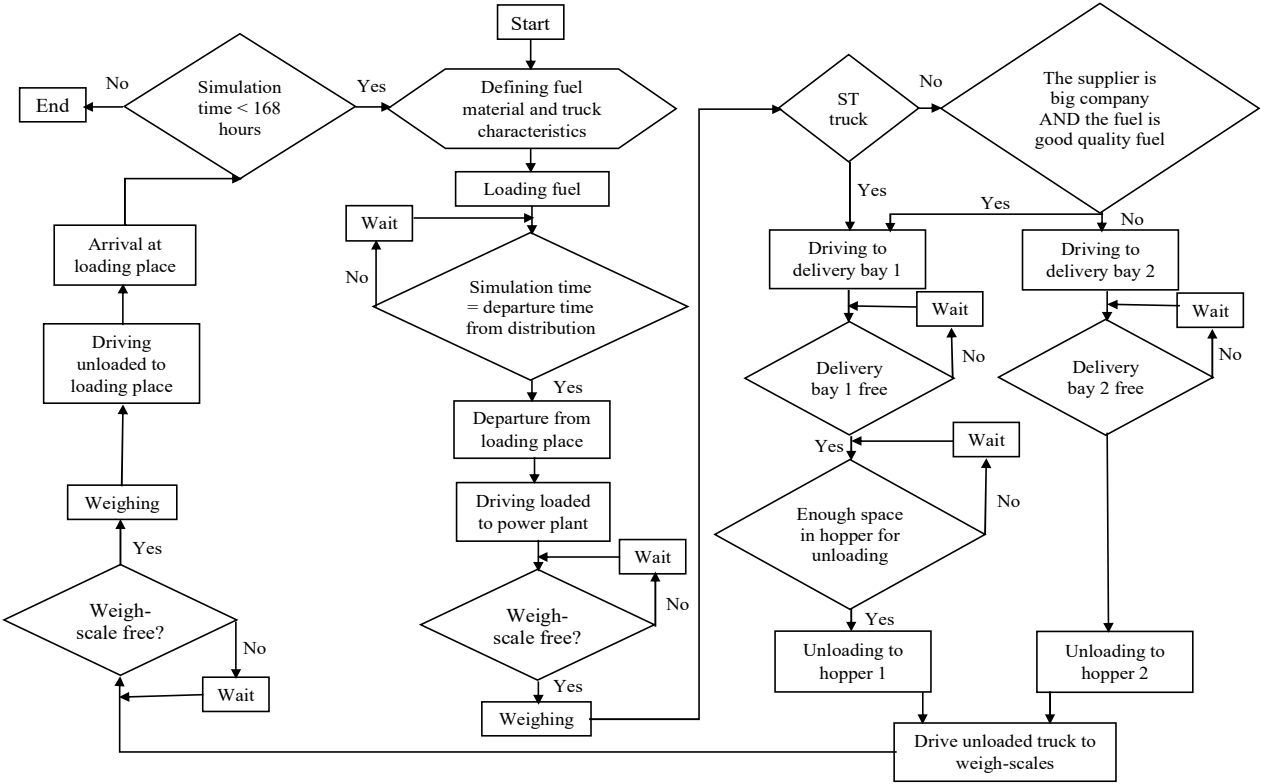 Start
No
Simulation
time < 168
hours
Yes
End
Defining fuel
material and truck
characteristics
Loading fuel
Wait
No
Simulation time
= departure time
from distribution
Yes
Departure from
loading place
Driving loaded
to power plant
Wait
No
Weigh-
scale free?
Yes
Weighing
ST
truck
No
The supplier is
big company
AND the fuel is
good quality fuel
Yes
Yes
No
Driving to
delivery bay 1
Driving to
delivery bay 2
Wait
No
Delivery
bay 1 free
Wait
No
Delivery
bay 2 free
Yes
Wait
No
Enough space
in hopper for
unloading
Yes
Unloading to
hopper 1
Unloading to
hopper 2
Drive unloaded truck to
weigh-scales
Arrival at
loading place
Driving
unloaded to
loading place
Weighing
Yes
Weigh-
scale free?
No
Wait